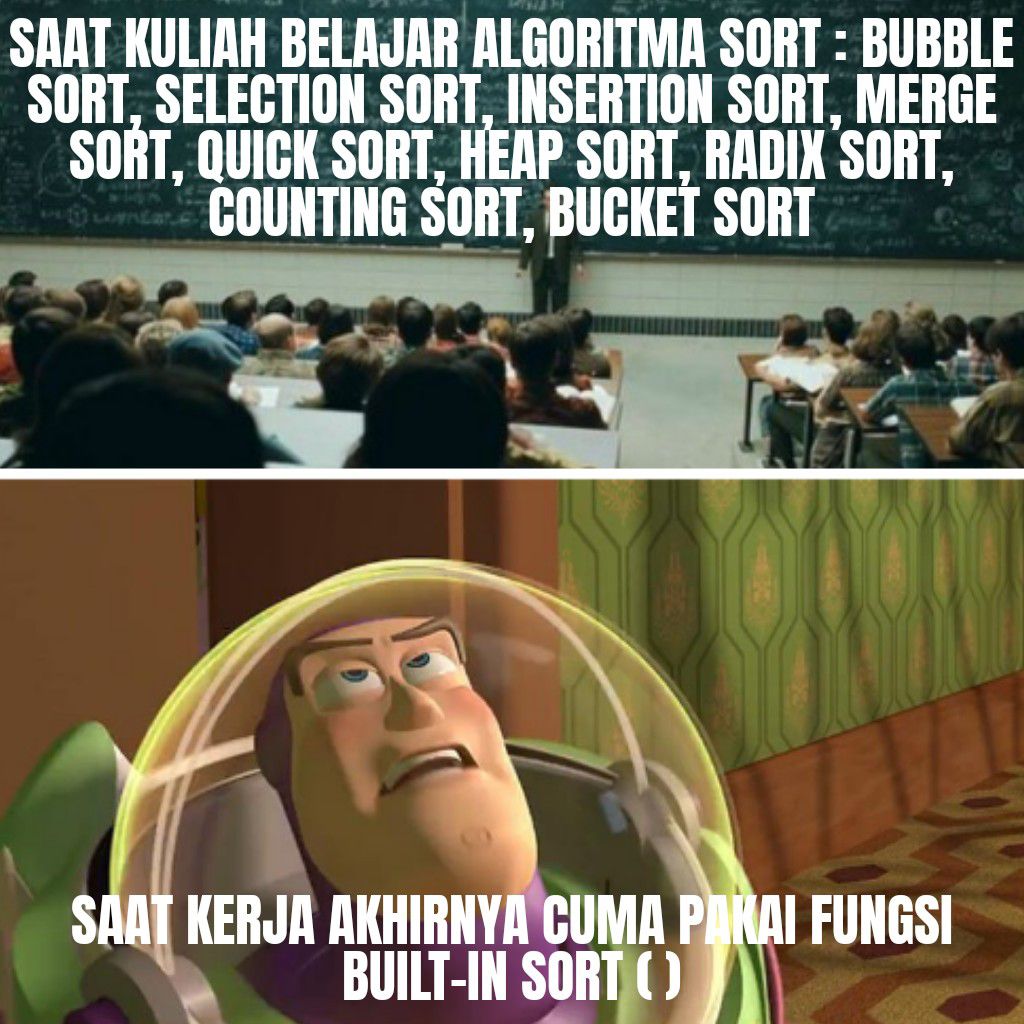 SAAT KULIAH BELAJAR ALGORITMA SORT : BUBBLE
SORT, SELECTION SORT, INSERTION SORT, MERGE
SORT, QUICK SORT, HEAP SORT, RADIX SORT,
COUNTING SORT, BUCKET SORT
SAAT KERJA AKHIRNYA CUMA PAKAI FUNGSI
BUILT-IN SORT ( )